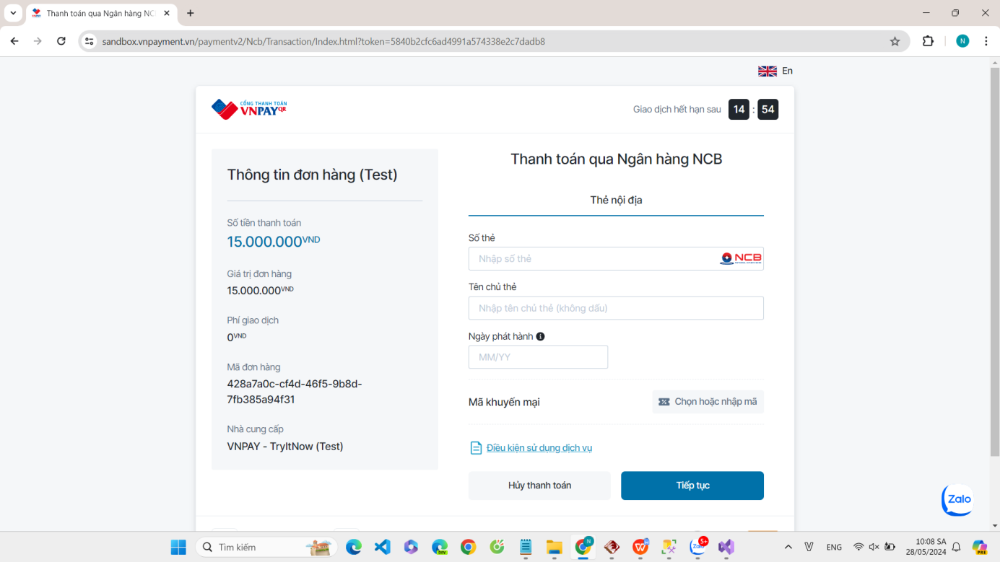 Thanh toán qua Ngân hàng NC
sandbox.vnpayment.vn/paymentv2/Ncb/Transaction/Index.html?token=5840b2cfc6ad4991a574338e2c7dadb8
N
En
CỔNG THANH TOÁN
VNPAYQR
Giao dịch hết hạn sau 14 : 54
Thông tin đơn hàng (Test)
Số tiền thanh toán
15.000.000VND
Giá trị đơn hàng
15.000.000VND
Phí giao dịch
0VND
Mã đơn hàng
428a7a0c-cf4d-46f5-9b8d-
7fb385a94f31
Nhà cung cấp
VNPAY - TryItNow (Test)
Thanh toán qua Ngân hàng NCB
Thẻ nội địa
Số thẻ
Nhập số thẻ
NCB
Tên chủ thẻ
Nhập tên chủ thẻ (không dấu)
Ngày phát hành
MM/YY
Mã khuyến mại
Chọn hoặc nhập mã
Điều kiện sử dụng dịch vụ
Hủy thanh toán
Tiếp tục
Zalo
Tìm kiếm
DEV
N
5+
ENG
10:08 SA
28/05/2024
PRE